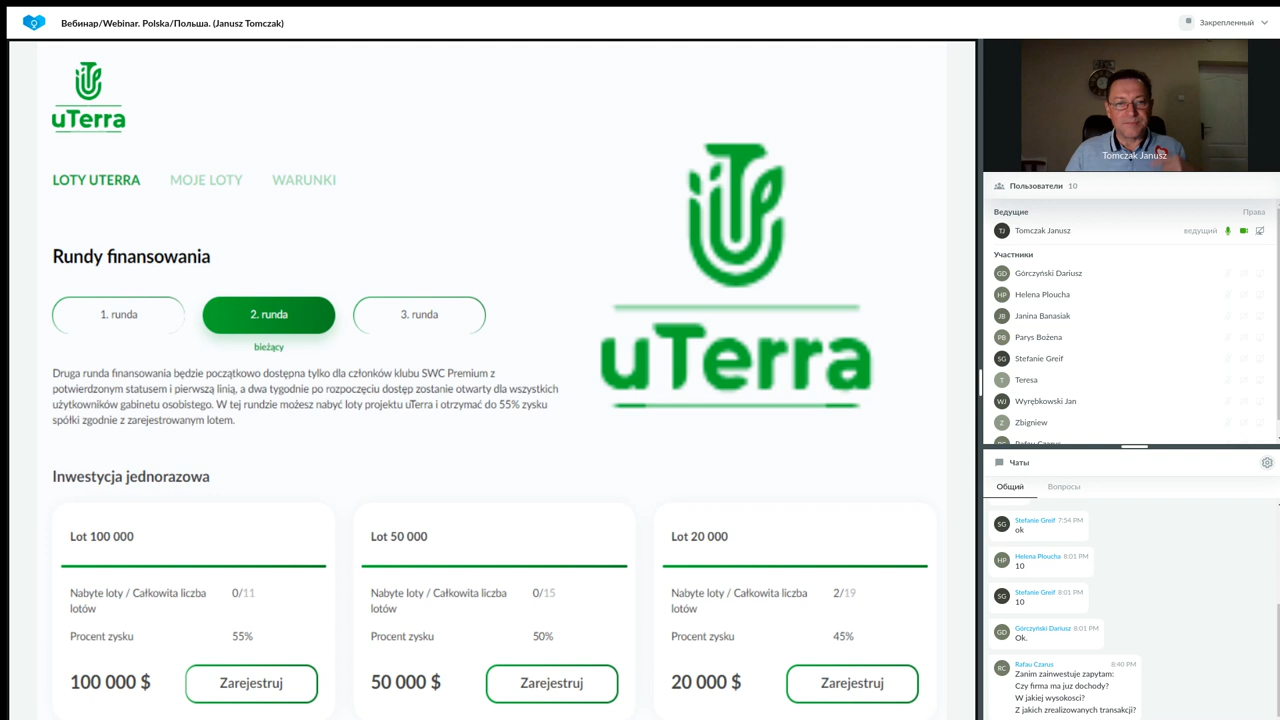 Вебинар/Webinar. Polska/Польша. (Janusz Tomczak)
Закрепленный
uTerra
LOTY UTERRA
MOJE LOTY
WARUNKI
Rundy finansowania
1. runda
2. runda
3. runda
bieżący
Druga runda finansowania będzie początkowo dostępna tylko dla członków klubu SWC Premium z
potwierdzonym statusem i pierwszą linią, a dwa tygodnie po rozpoczęciu dostęp zostanie otwarty dla wszystkich
użytkowników gabinetu osobistego. W tej rundzie możesz nabyć loty projektu uTerra i otrzymać do 55% zysku
spółki zgodnie z zarejestrowanym lotem.
uTerra
Inwestycja jednorazowa
Lot 100 000
Nabyte loty / Całkowita liczba 0/11
lotów
Procent zysku 55%
100 000 $ Zarejestruj
Lot 50 000
Nabyte loty / Całkowita liczba 0/15
lotów
Procent zysku 50%
50 000 $ Zarejestruj
Lot 20 000
Nabyte loty / Całkowita liczba 2/19
lotów
Procent zysku 45%
20 000 $ Zarejestruj
Tomczak Janusz
Пользователи 10
Ведущие Права
TJ Tomczak Janusz ведущий
Участники
GD Górczyński Dariusz
HP Helena Ploucha
JB Janina Banasiak
PB Parys Bożena
SG Stefanie Greif
T Teresa
WJ Wyrębkowski Jan
Z Zbigniew
Rafau Czarus
Чаты
Общий Вопросы
SG Stefanie Greif 7:54 PM
ok
HP Helena Ploucha 8:01 PM
10
SG Stefanie Greif 8:01 PM
10
GD Górczyński Dariusz 8:01 PM
Ok.
RC Rafau Czarus 8:40 PM
Zanim zainwestuje zapytam:
Czy firma ma juz dochody?
W jakiej wysokosci?
Z jakich zrealizowanych transakcji?